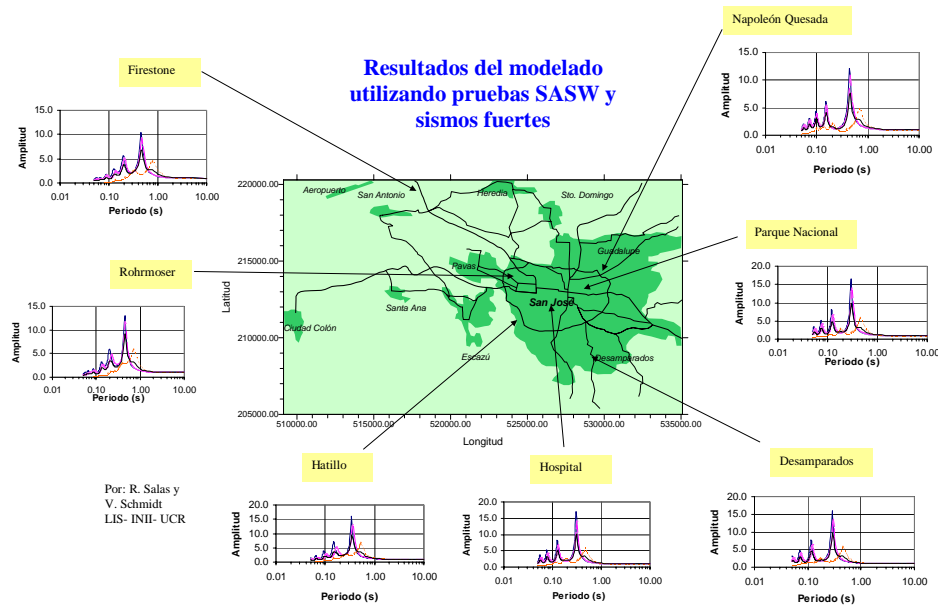 Napoleón Quesada
Firestone
Resultados del modelado
utilizando pruebas SASW y
sismos fuertes
15.0
10.0
5.0
0.0
Amplitud
0.01
0.10
1.00
10.00
Periodo (s)
15.0
10.0
5.0
0.0
Amplitud
0.01
0.10
1.00
10.00
Periodo (s)
220000.00
215000.00
210000.00
205000.00
Latitud
510000.00
515000.00
520000.00
525000.00
530000.00
535000.00
Longitud
Aeropuerto
San Antonio
Heredia
Sto. Domingo
Guadalupe
Pavas
San José
Santa Ana
Ciudad Colón
Escazú
Desamparados
Parque Nacional
20.0
15.0
10.0
5.0
0.0
Amplitud
0.01
0.10
1.00
10.00
Periodo (s)
Rohrmoser
15.0
10.0
5.0
0.0
Amplitud
0.01
0.10
1.00
10.00
Periodo (s)
Hatillo
Hospital
Desamparados
Por: R. Salas y
V. Schmidt
LIS- INII- UCR
20.0
15.0
10.0
5.0
0.0
Amplitud
0.01
0.10
1.00
10.00
Periodo (s)
20.0
15.0
10.0
5.0
0.0
Amplitud
0.01
0.10
1.00
10.00
Periodo (s)
20.0
15.0
10.0
5.0
0.0
Amplitud
0.01
0.10
1.00
10.00
Periodo (s)